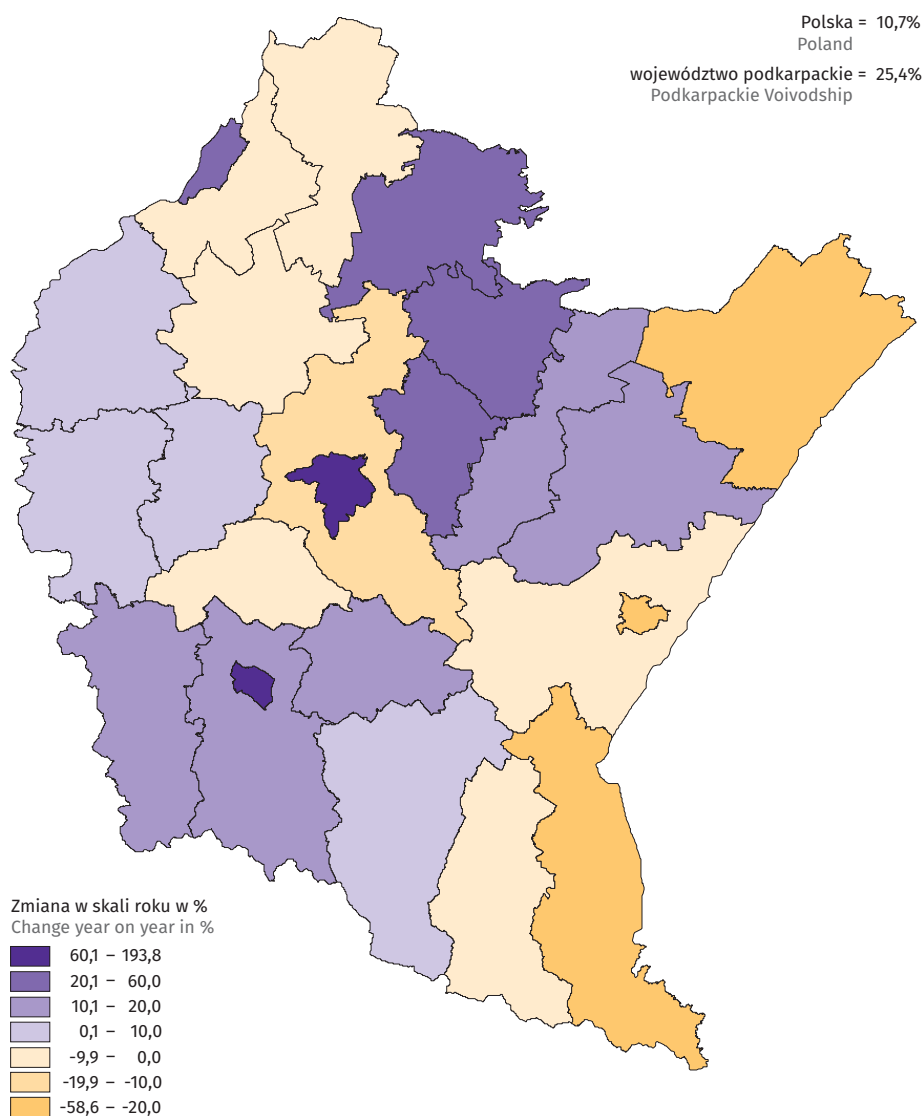 Polska = 10,7%
Poland
województwo podkarpackie = 25,4%
Podkarpackie Voivodship
Zmiana w skali roku w %
Change year on year in %
60,1 – 193,8
20,1 – 60,0
10,1 – 20,0
0,1 – 10,0
-9,9 – 0,0
-19,9 – -10,0
-58,6 – -20,0